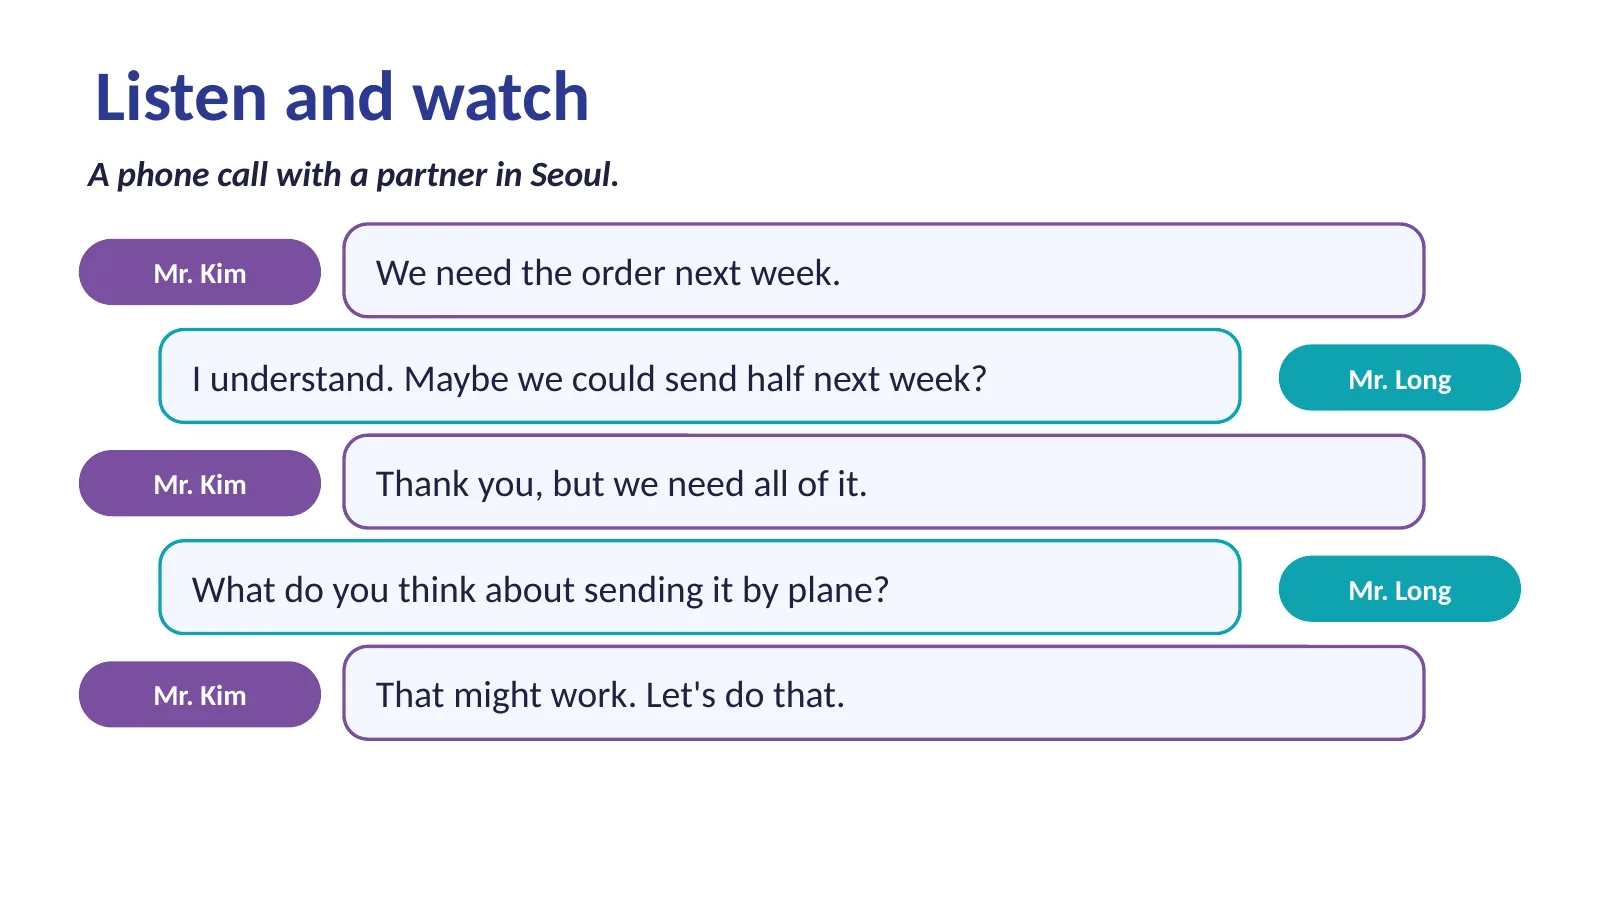 Listen and watch
A phone call with a partner in Seoul.
Mr. Kim
We need the order next week.
I understand. Maybe we could send half next week?
Mr. Long
Mr. Kim
Thank you, but we need all of it.
What do you think about sending it by plane?
Mr. Long
Mr. Kim
That might work. Let's do that.